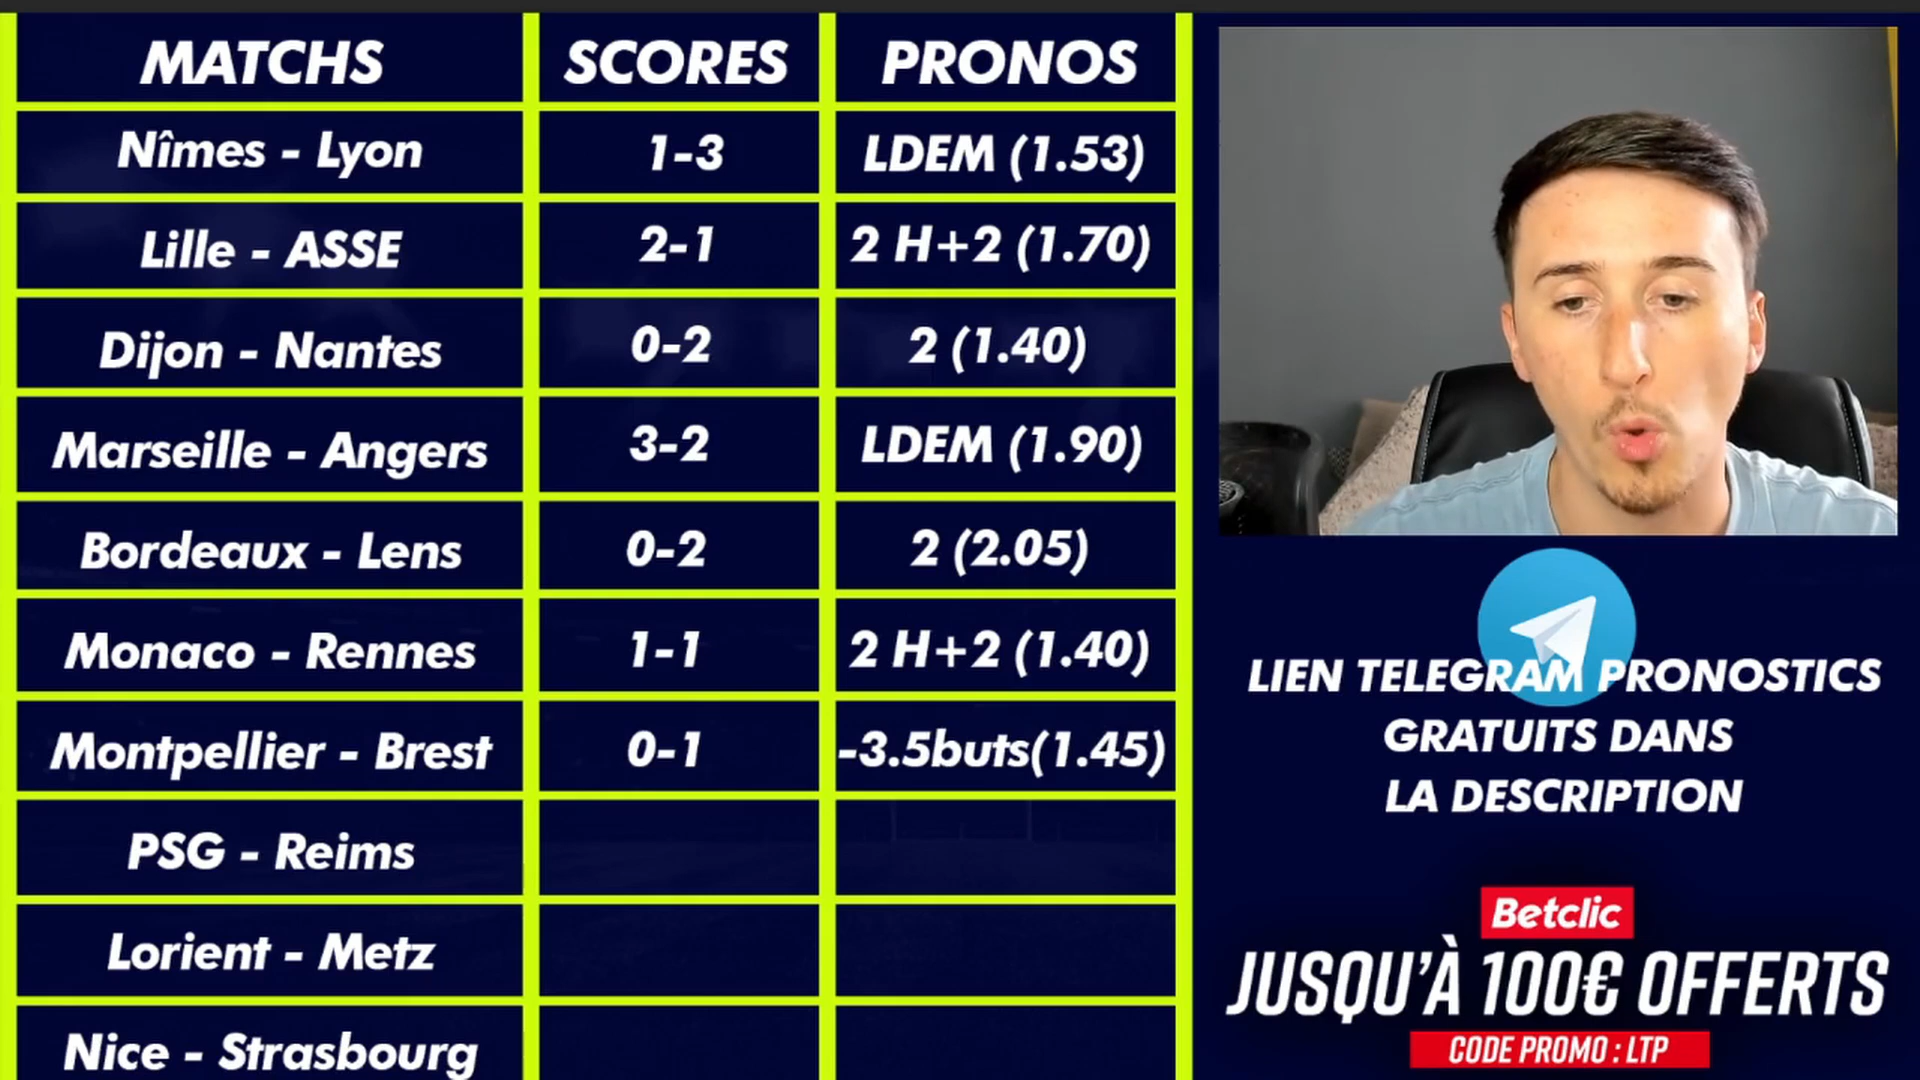 MATCHS SCORES PRONOS
Nîmes - Lyon 1-3 LDEM (1.53)
Lille - ASSE 2-1 2 H+2 (1.70)
Dijon - Nantes 0-2 2 (1.40)
Marseille - Angers 3-2 LDEM (1.90)
Bordeaux - Lens 0-2 2 (2.05)
Monaco - Rennes 1-1 2 H+2 (1.40)
Montpellier - Brest 0-1 -3.5buts(1.45)
PSG - Reims
Lorient - Metz
Nice - Strasbourg
LIEN TELEGRAM PRONOSTICS
GRATUITS DANS
LA DESCRIPTION
Betclic
JUSQU'À 100€ OFFERTS
CODE PROMO : LTP